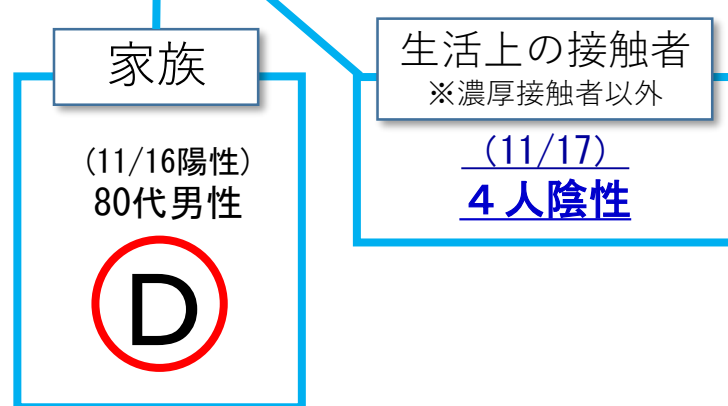 家族
(11/16陽性)
80代男性
D
生活上の接触者
※濃厚接触者以外
(11/17)
４人陰性